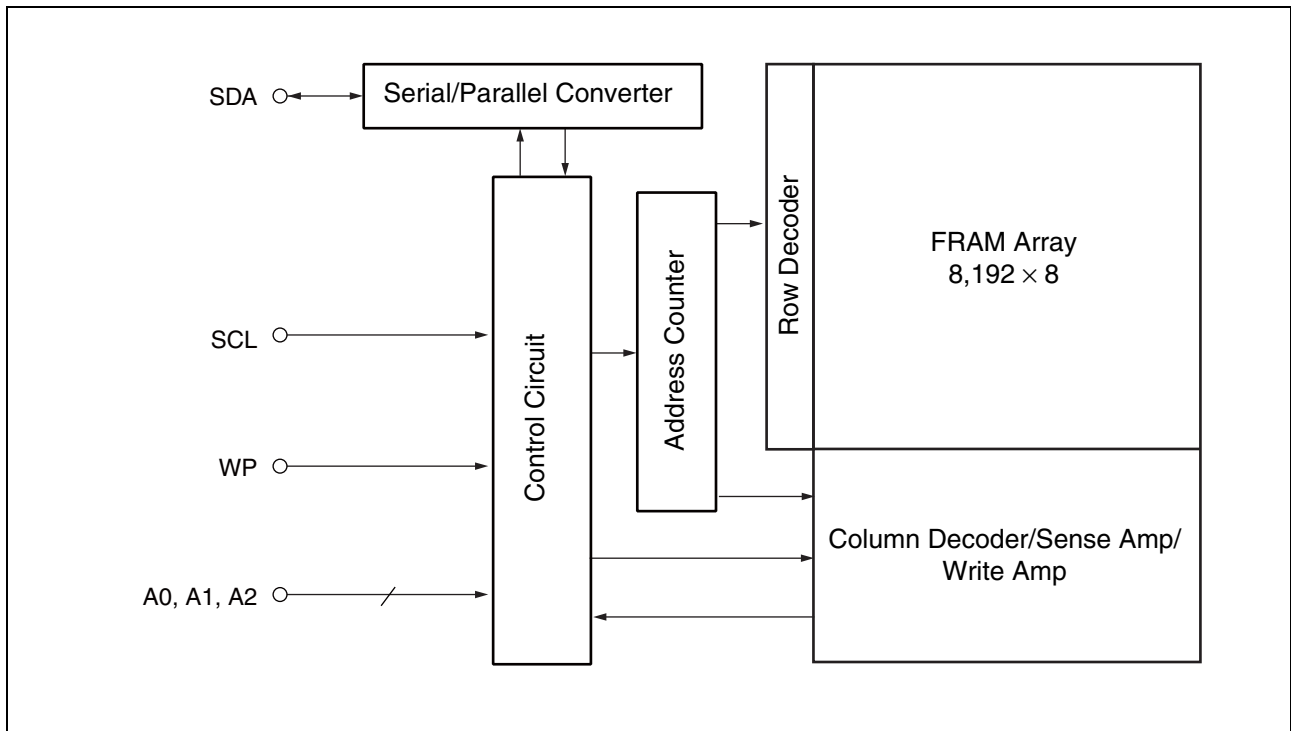 SDA
Serial/Parallel Converter
SCL
WP
A0, A1, A2
Control Circuit
Address Counter
Row Decoder
FRAM Array
8,192 × 8
Column Decoder/Sense Amp/
Write Amp